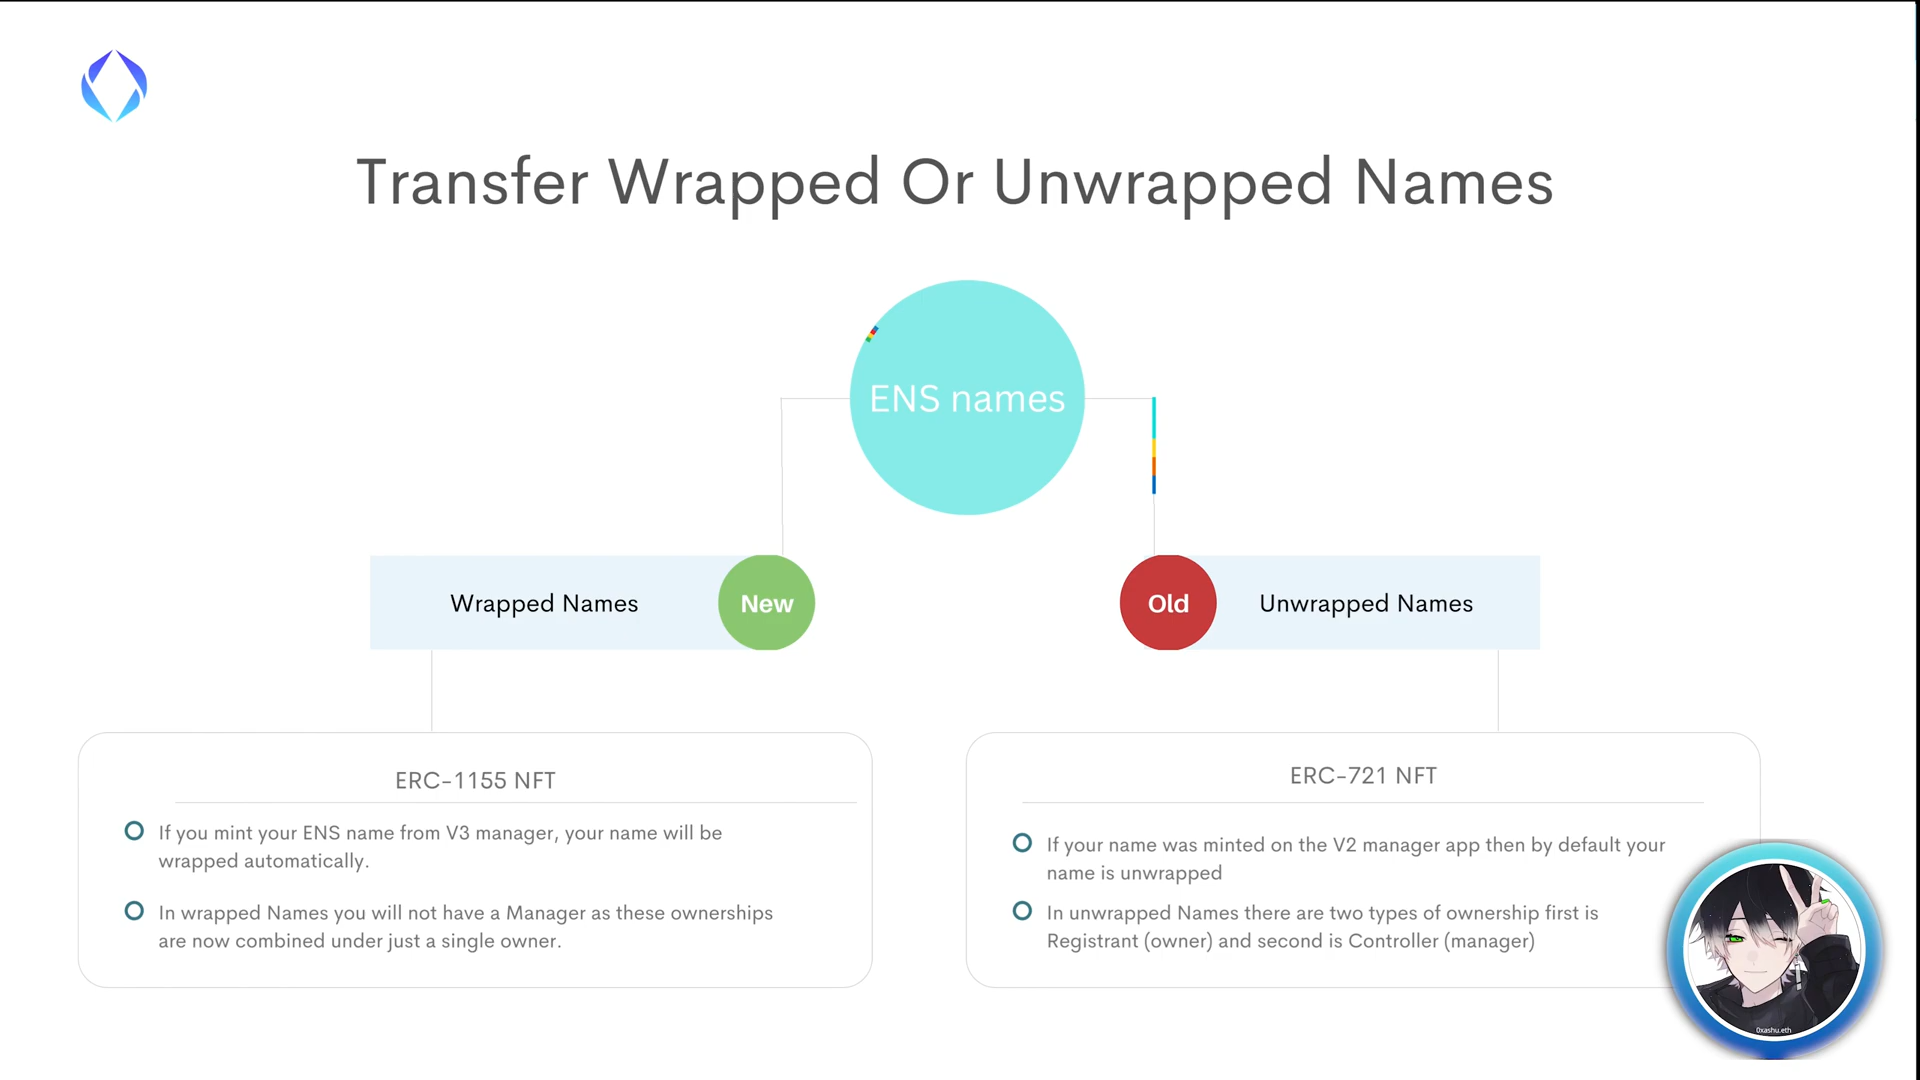 Transfer Wrapped Or Unwrapped Names
ENS names
Wrapped Names
New
Old
Unwrapped Names
ERC-1155 NFT
If you mint your ENS name from V3 manager, your name will be
wrapped automatically.
In wrapped Names you will not have a Manager as these ownerships
are now combined under just a single owner.
ERC-721 NFT
If your name was minted on the V2 manager app then by default your
name is unwrapped
In unwrapped Names there are two types of ownership first is
Registrant (owner) and second is Controller (manager)
0xashu.eth